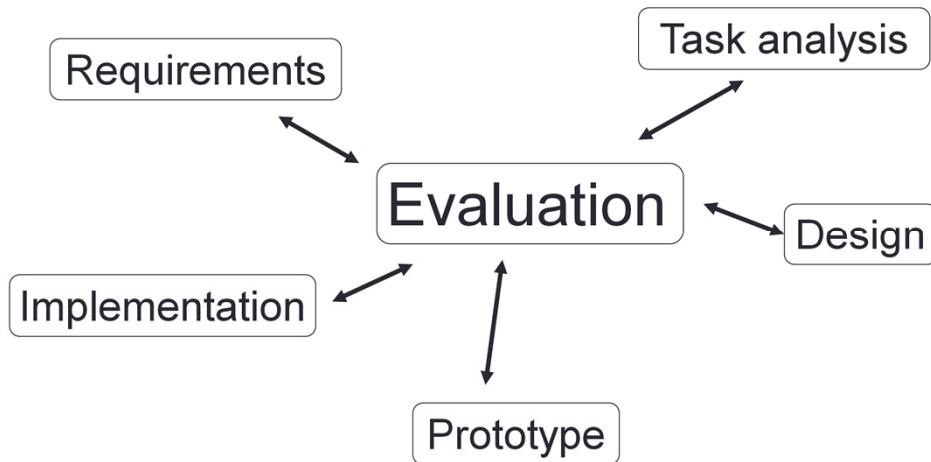 Task analysis
Requirements
Evaluation
Design
Implementation
Prototype